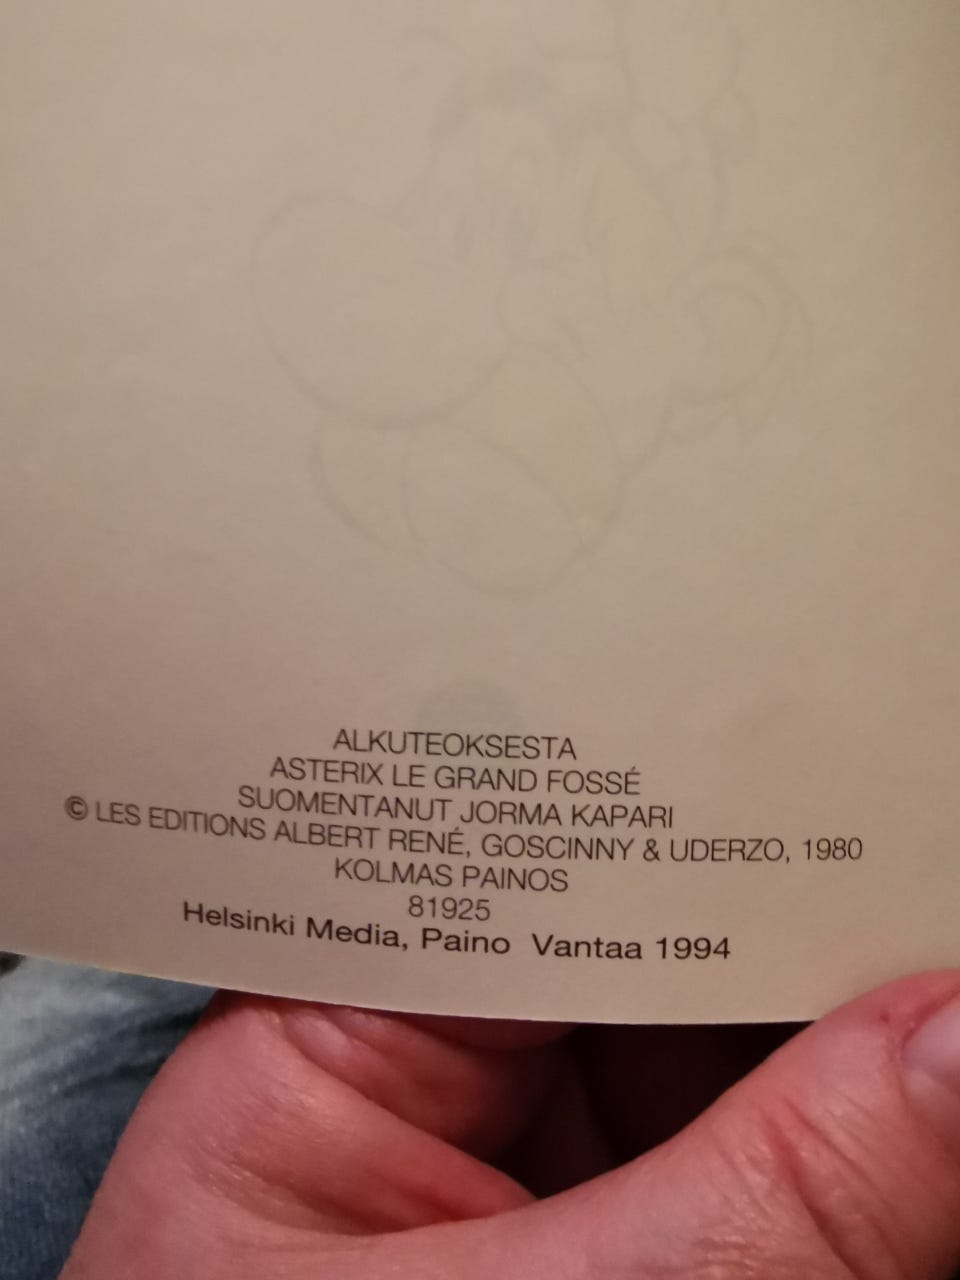 ALKUTEOKSESTA
ASTERIX LE GRAND FOSSÉ
SUOMENTANUT JORMA KAPARI
© LES EDITIONS ALBERT RENÉ, GOSCINNY & UDERZO, 1980
KOLMAS PAINOS
81925
Helsinki Media, Paino Vantaa 1994